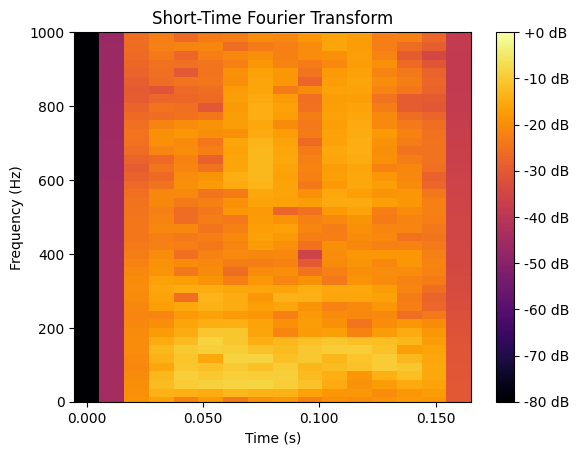 Short-Time Fourier Transform
1000
800
600
400
200
0
Frequency (Hz)
0.000
0.050
0.100
0.150
Time (s)
+0 dB
-10 dB
-20 dB
-30 dB
-40 dB
-50 dB
-60 dB
-70 dB
-80 dB